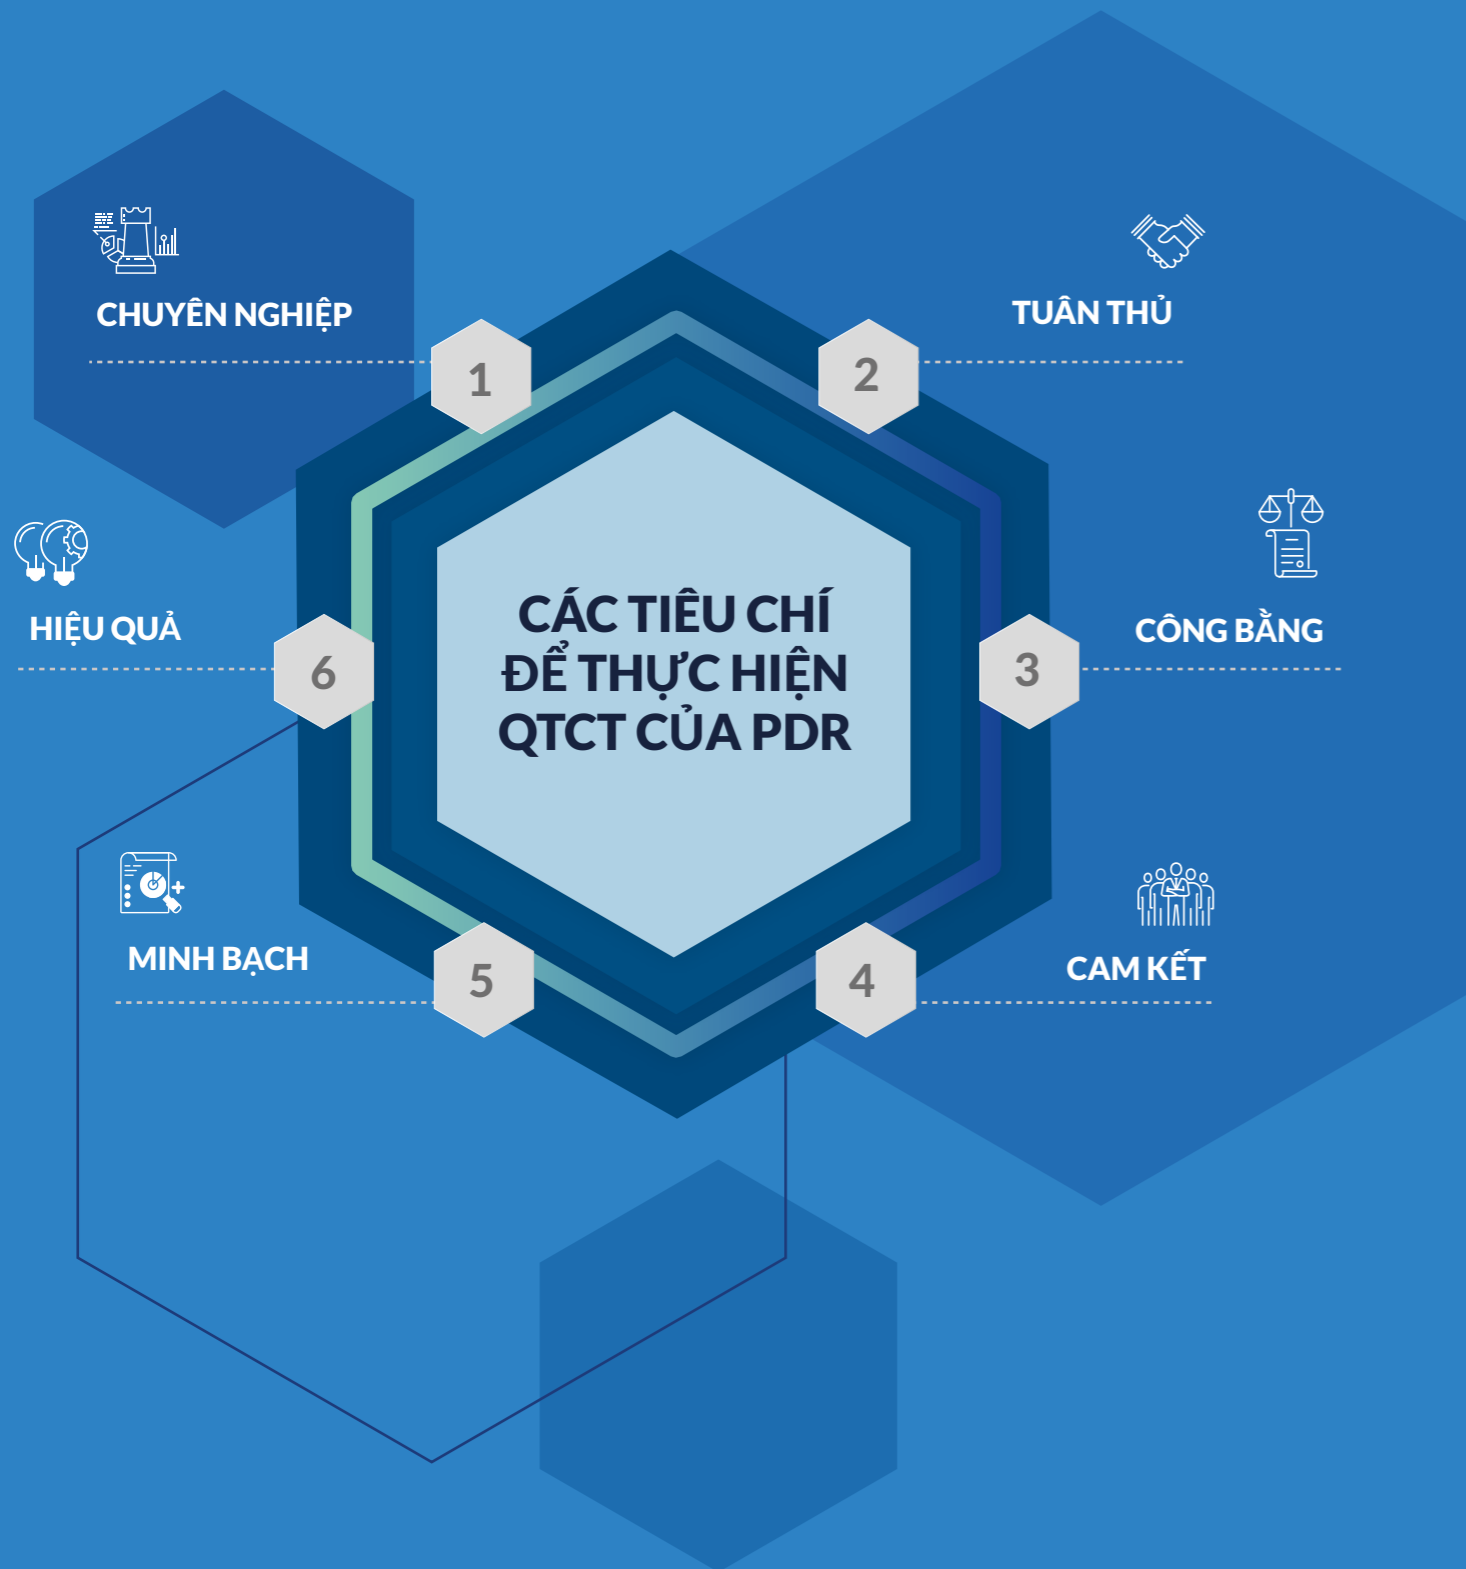 CÁC TIÊU CHÍ
ĐỂ THỰC HIỆN
QTCT CỦA PDR
1
CHUYÊN NGHIỆP
2
TUÂN THỦ
3
CÔNG BẰNG
4
CAM KẾT
5
MINH BẠCH
6
HIỆU QUẢ